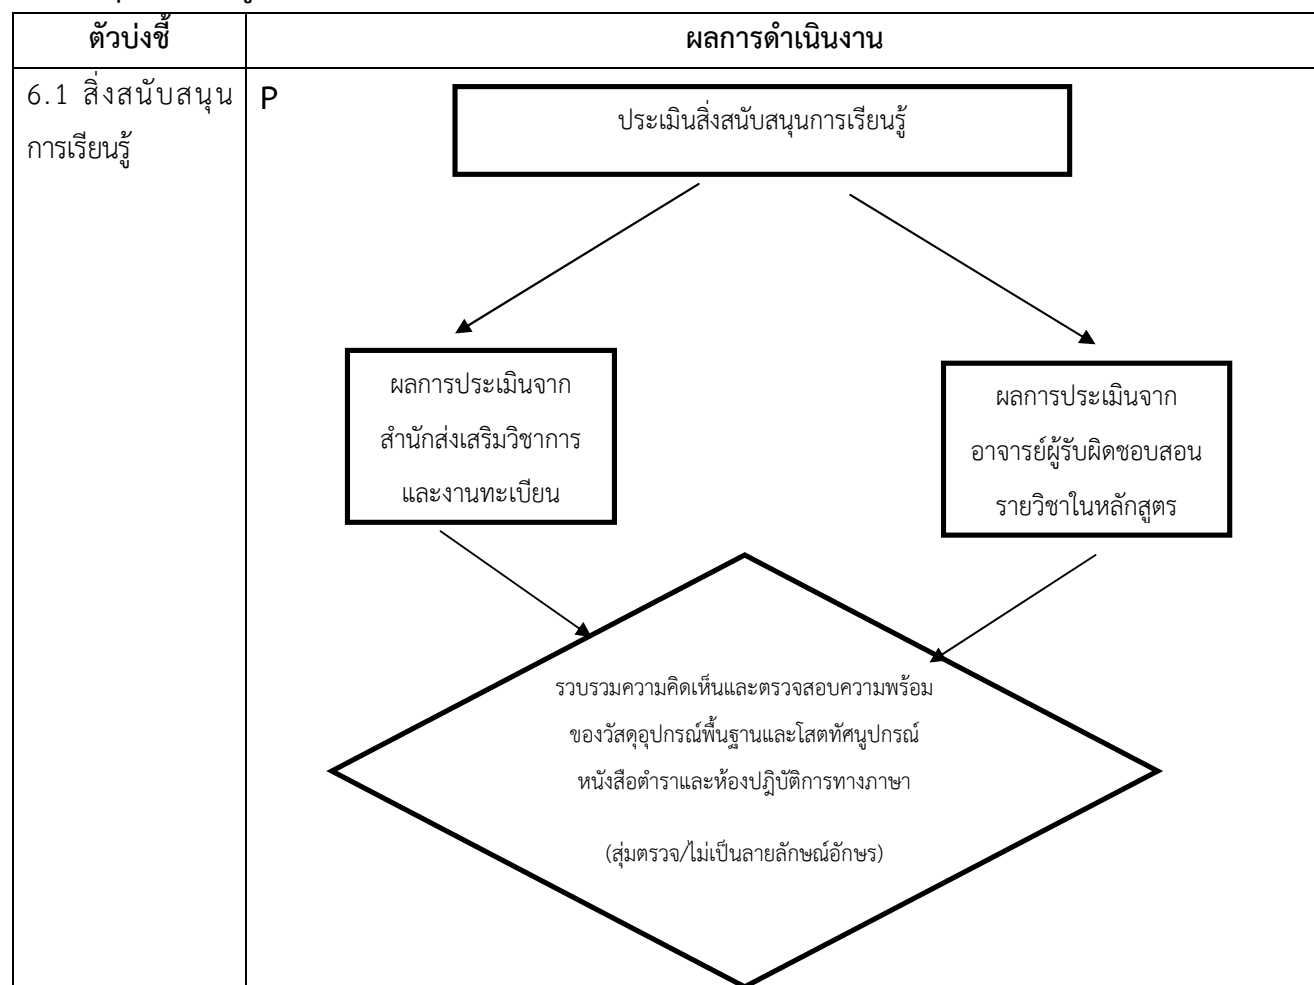 ตัวบ่งชี้
ผลการดำเนินงาน
6.1 สิ่งสนับสนุน
การเรียนรู้
P
ประเมินสิ่งสนับสนุนการเรียนรู้
ผลการประเมินจาก
สำนักส่งเสริมวิชาการ
และงานทะเบียน
ผลการประเมินจาก
อาจารย์ผู้รับผิดชอบสอน
รายวิชาในหลักสูตร
รวบรวมความคิดเห็นและตรวจสอบความพร้อม
ของวัสดุอุปกรณ์พื้นฐานและโสตทัศนูปกรณ์
หนังสือตำราและห้องปฏิบัติการทางภาษา
(สุ่มตรวจ/ไม่เป็นลายลักษณ์อักษร)